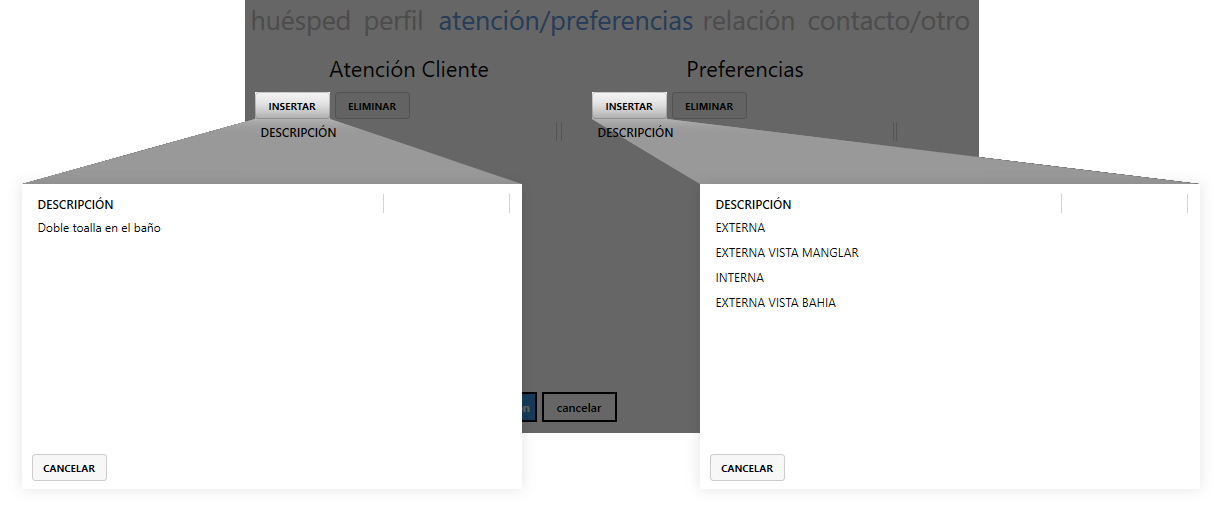 huésped perfil atención/preferencias relación contacto/otro
Atención Cliente
Preferencias
INSERTAR ELIMINAR
INSERTAR ELIMINAR
DESCRIPCIÓN
DESCRIPCIÓN
DESCRIPCIÓN
Doble toalla en el baño
CANCELAR
DESCRIPCIÓN
EXTERNA
EXTERNA VISTA MANGLAR
INTERNA
EXTERNA VISTA BAHIA
CANCELAR
cancelar